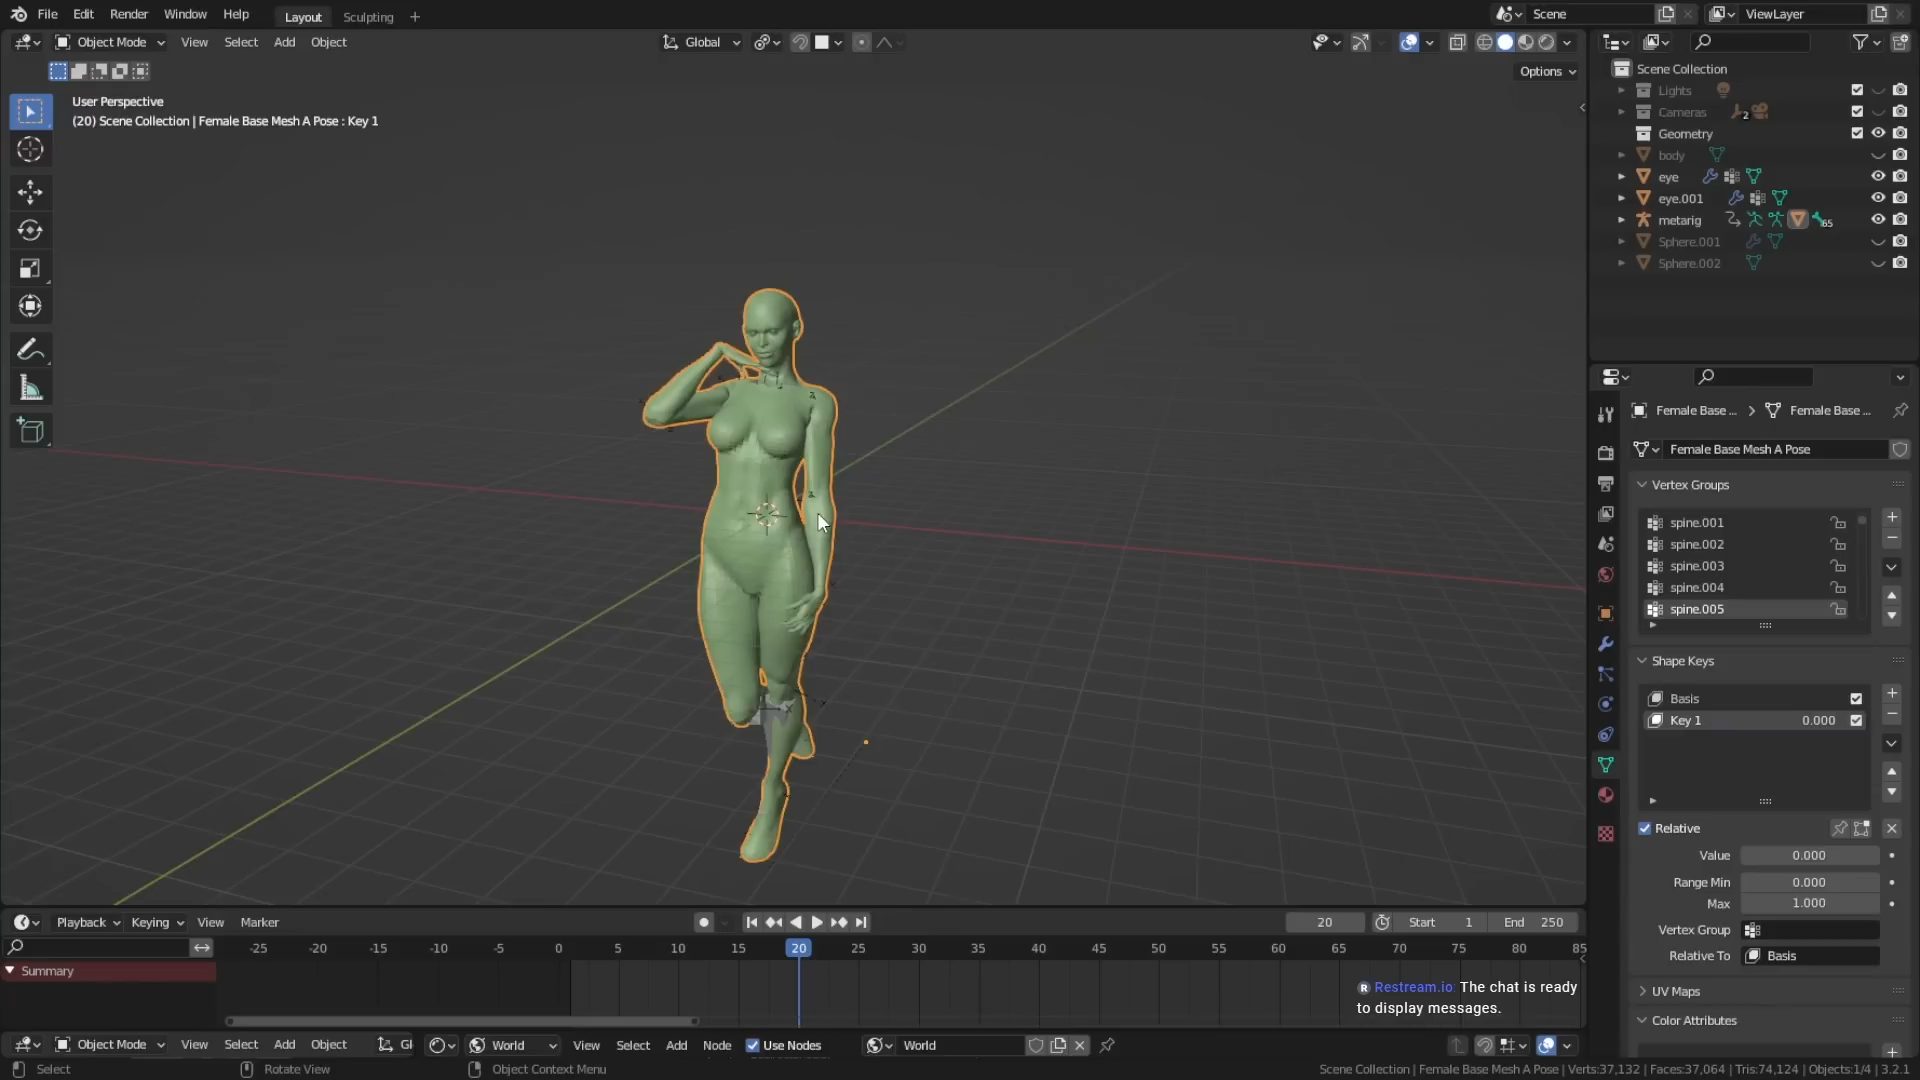 File Edit Render Window Help Layout Sculpting + Scene ViewLayer
Object Mode View Select Add Object Global
Options
User Perspective
(20) Scene Collection | Female Base Mesh A Pose : Key 1
Scene Collection
Lights
Cameras 2
Geometry
body
eye
eye.001
metarig 65
Sphere.001
Sphere.002
Female Base ... > Female Base ...
Female Base Mesh A Pose
Vertex Groups
spine.001
spine.002
spine.003
spine.004
spine.005
Shape Keys
Basis
Key 1 0.000
Relative
Value 0.000
Range Min 0.000
Max 1.000
Vertex Group
Relative To Basis
UV Maps
Color Attributes
Playback Keying View Marker 20 Start 1 End 250
-25 -20 -15 -10 -5 0 5 10 15 20 25 30 35 40 45 50 55 60 65 70 75 80 85
Summary
Restream.io: The chat is ready
to display messages.
Object Mode View Select Add Object Gl World View Select Add Node Use Nodes World
Select Rotate View Object Context Menu Scene Collection | Female Base Mesh A Pose | Verts:37,132 | Faces:37,064 | Tris:74,124 | Objects:1/4 | 3.2.1